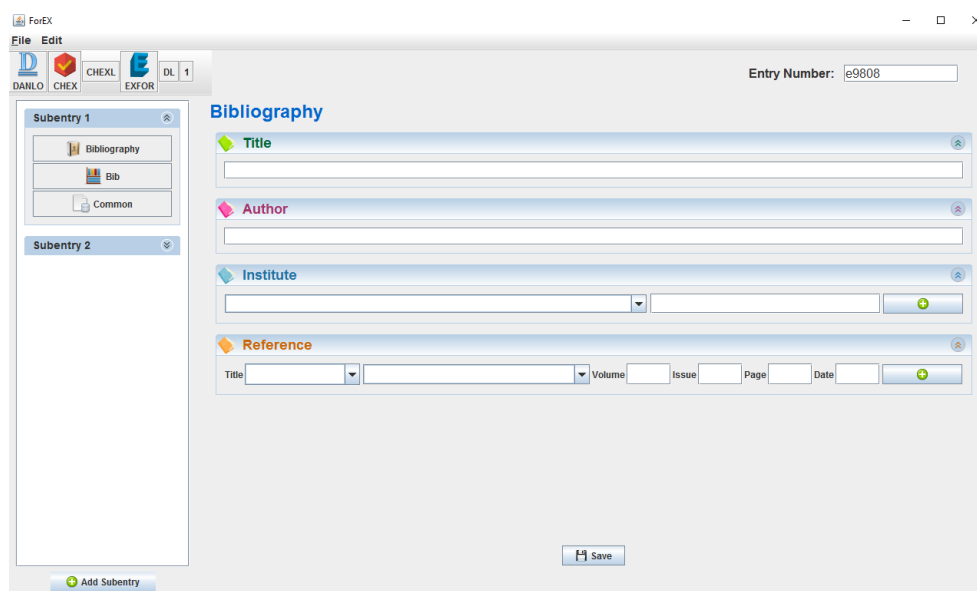 ForEX
File Edit
DANLO CHEX CHEXL EXFOR DL 1
Entry Number: e9808
Subentry 1
Bibliography
Bib
Common
Subentry 2
Add Subentry
Bibliography
Title
Author
Institute
Reference
Title Volume Issue Page Date
Save